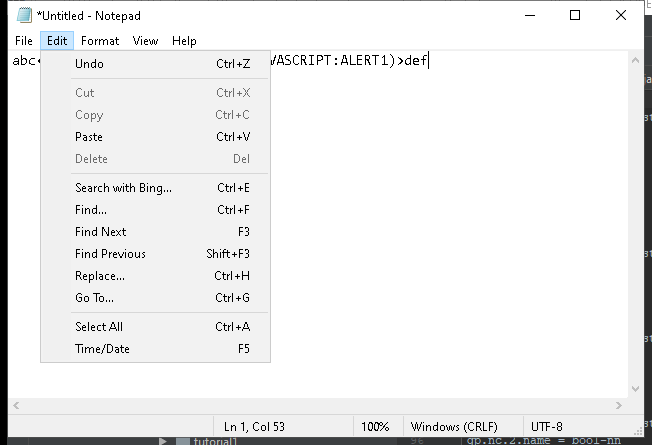 *Untitled - Notepad
File Edit Format View Help
abc VASCRIPT:ALERT1)>def
Undo Ctrl+Z
Cut Ctrl+X
Copy Ctrl+C
Paste Ctrl+V
Delete Del
Search with Bing... Ctrl+E
Find... Ctrl+F
Find Next F3
Find Previous Shift+F3
Replace... Ctrl+H
Go To... Ctrl+G
Select All Ctrl+A
Time/Date F5
Ln 1, Col 53 100% Windows (CRLF) UTF-8
tutorial 96 gp.nc.2.name = bool-nn